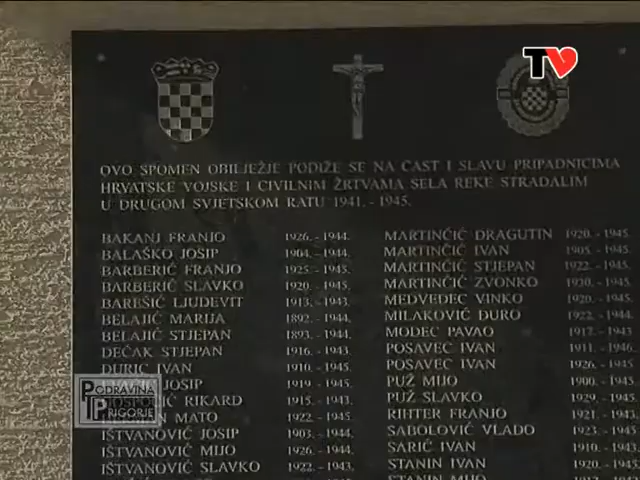 TV
OVO SPOMEN OBILJEŽJE PODIŽE SE NA ČAST I SLAVU PRIPADNICIMA
HRVATSKE VOJSKE I CIVILNIM ŽRTVAMA SELA REKE STRADALIM
U DRUGOM SVJETSKOM RATU 1941. - 1945.
BAKANJ FRANJO 1926. - 1944.
BALAŠKO JOSIP 1904. - 1944.
BARBERIĆ FRANJO 1925. - 1945.
BARBERIĆ SLAVKO 1920. - 1945.
BAREŠIĆ LJUDEVIT 1913. - 1943.
BELAJIĆ MARIJA 1892. - 1944.
BELAJIĆ STJEPAN 1893. - 1944.
DEČAK STJEPAN 1916. - 1943.
ĐURIĆ IVAN 1910. - 1945.
JOSIP 1919. - 1945.
RIKARD 1915. - 1943.
MATO 1922. - 1945.
IŠTVANOVIĆ JOSIP 1903. - 1944.
IŠTVANOVIĆ MIJO 1926. - 1944.
IŠTVANOVIĆ SLAVKO 1922. - 1943.
MARTINČIĆ DRAGUTIN 1920. - 1945.
MARTINČIĆ IVAN 1905. - 1945.
MARTINČIĆ STJEPAN 1922. - 1945.
MARTINČIĆ ZVONKO 1920. - 1945.
MEDVEDEC VINKO 1920. - 1945.
MILAKOVIĆ ĐURO 1922. - 1944.
MODEC PAVAO 1912. - 1943.
POSAVEC IVAN 1911. - 1946.
POSAVEC IVAN 1926. - 1945.
PUŽ MIJO 1900. - 1943.
PUŽ SLAVKO 1929. - 1945.
RIHTER FRANJO 1921. - 1943.
SABOLOVIĆ VLADO 1923. - 1945.
SARIĆ IVAN 1910. - 1943.
STANIN IVAN 1920. - 1945.
STANIN MIJO
PODRAVINA
PRIGORJE